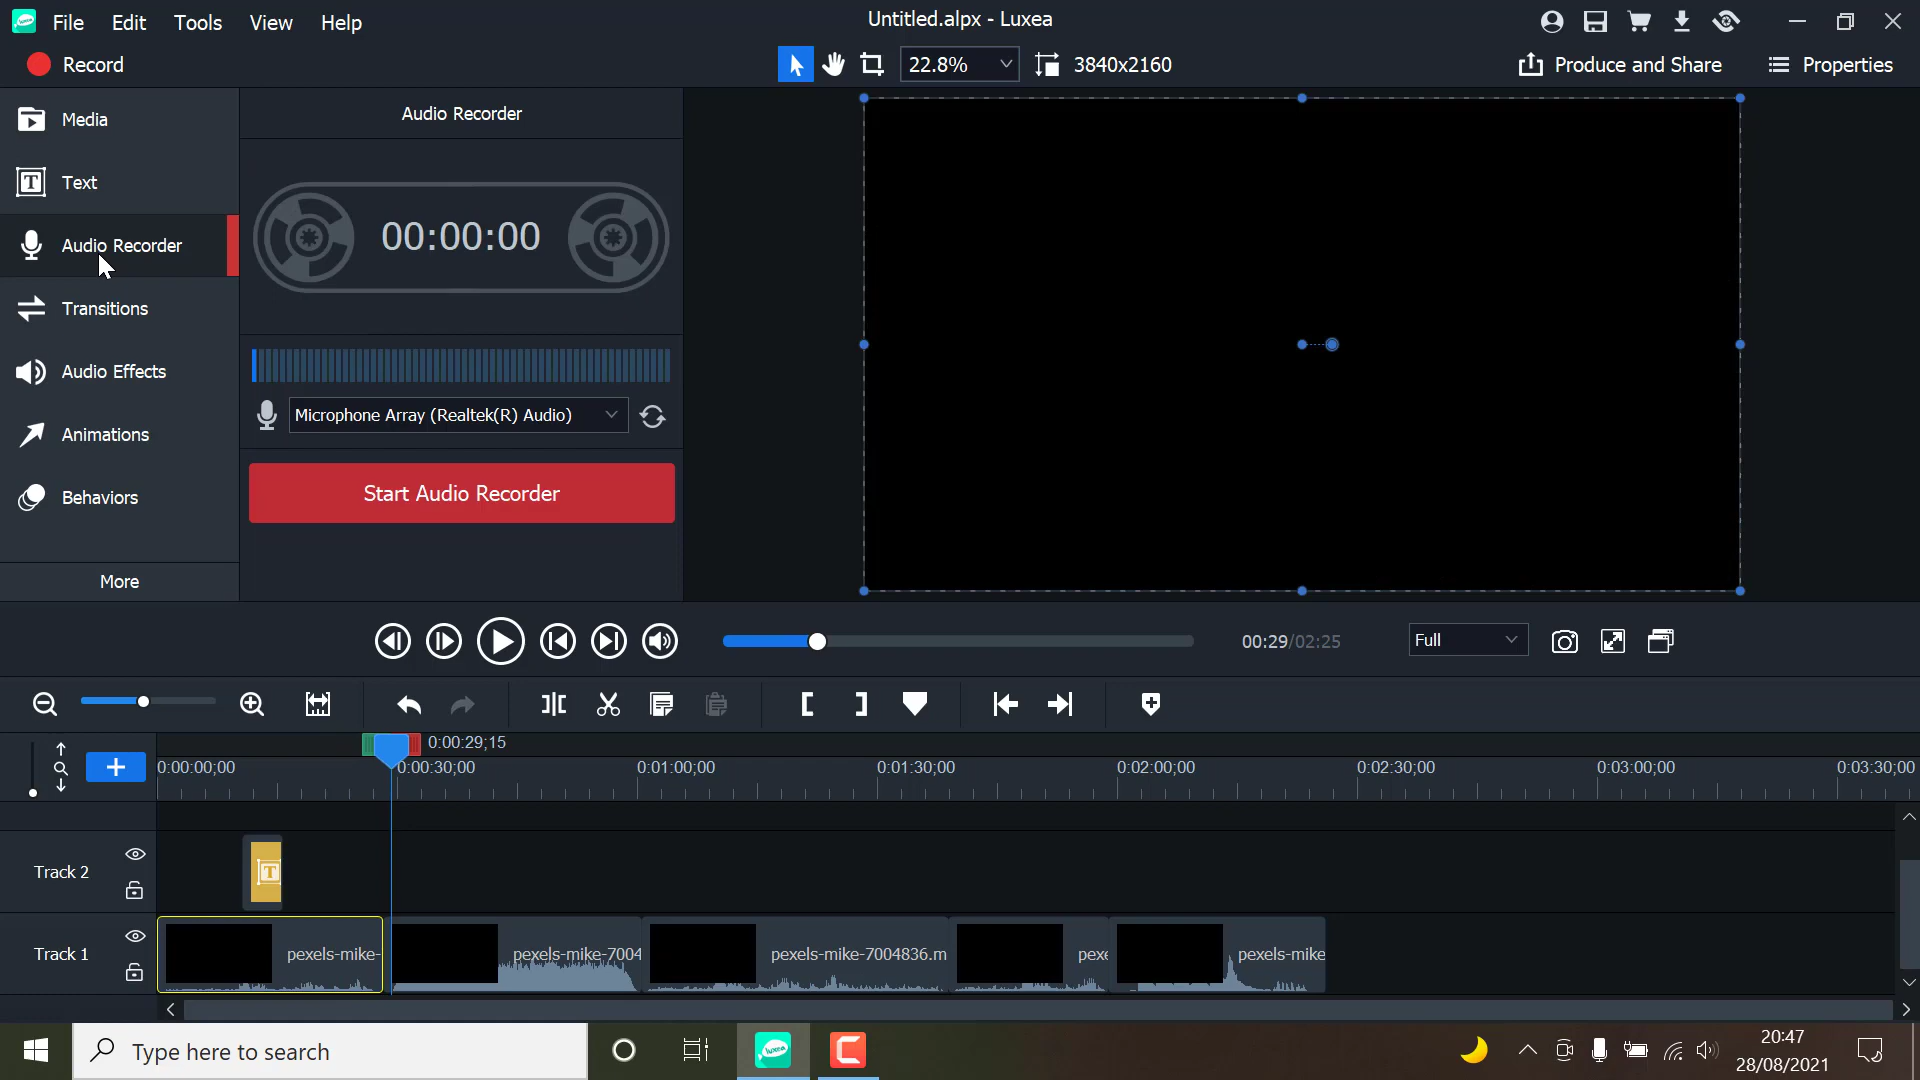 File Edit Tools View Help
Untitled.alpx - Luxea
Record
22.8%
3840x2160
Produce and Share
Properties
Media
Text
Audio Recorder
Transitions
Audio Effects
Animations
Behaviors
More
Audio Recorder
00:00:00
Microphone Array (Realtek(R) Audio)
Start Audio Recorder
00:29/02:25
Full
0:00:29;15
0:00:00;00 0:00:30;00 0:01:00;00 0:01:30;00 0:02:00;00 0:02:30;00 0:03:00;00 0:03:30;00
Track 2
T
Track 1
pexels-mike- pexels-mike-7004 pexels-mike-7004836.m pexe pexels-mike
Type here to search
luxea
20:47
28/08/2021